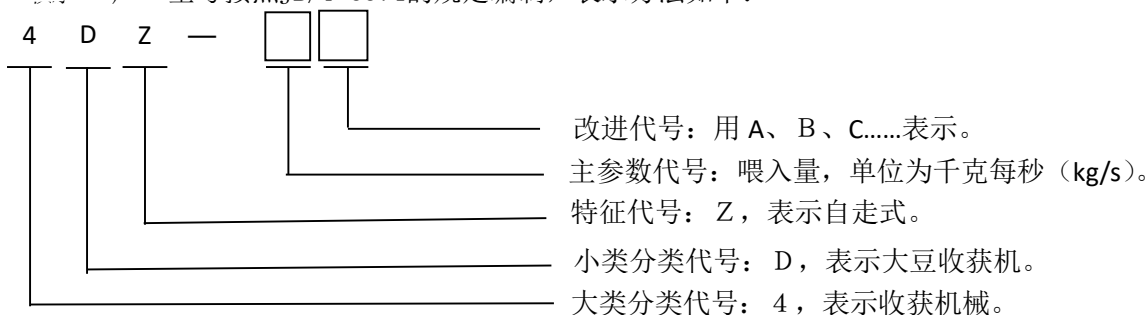 4 D Z — □□
改进代号：用 A、B、C……表示。
主参数代号：喂入量，单位为千克每秒（kg/s）。
特征代号：Z，表示自走式。
小类分类代号：D，表示大豆收获机。
大类分类代号：4，表示收获机械。